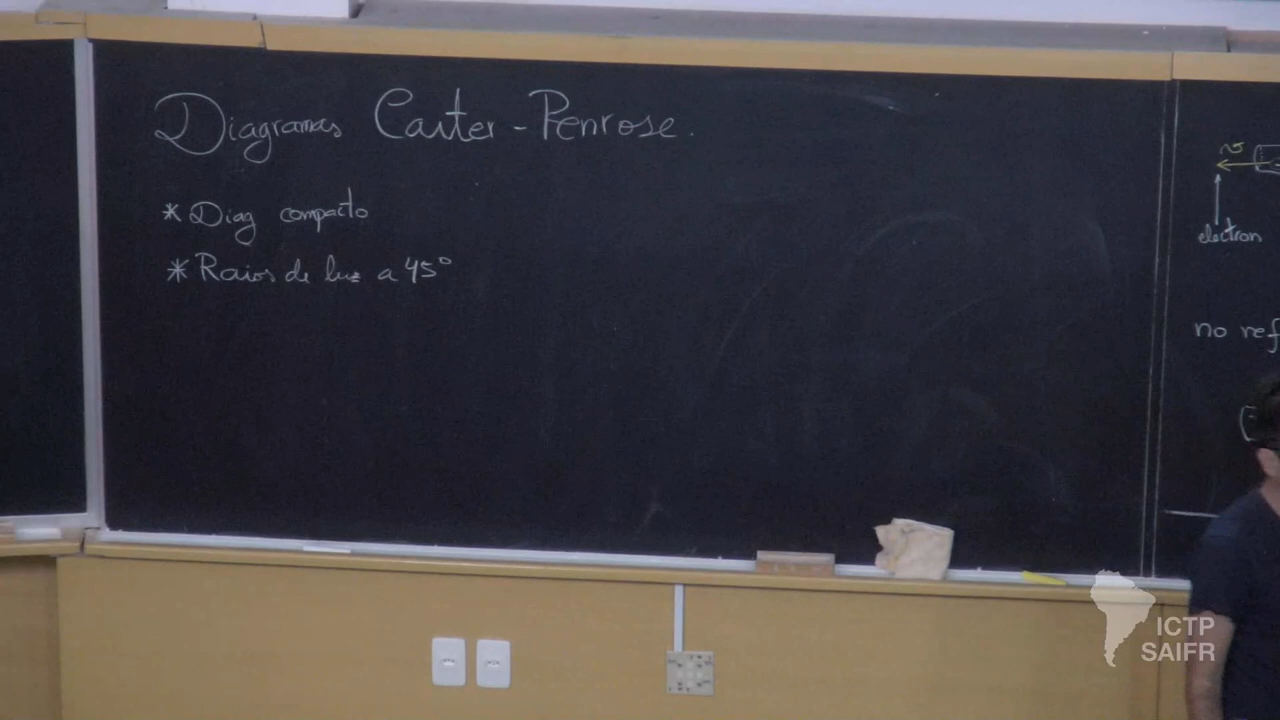 Diagramas Carter-Penrose.
* Diag compacto
* Raios de luz a 45°
v
electron
no ref
ICTP
SAIFR